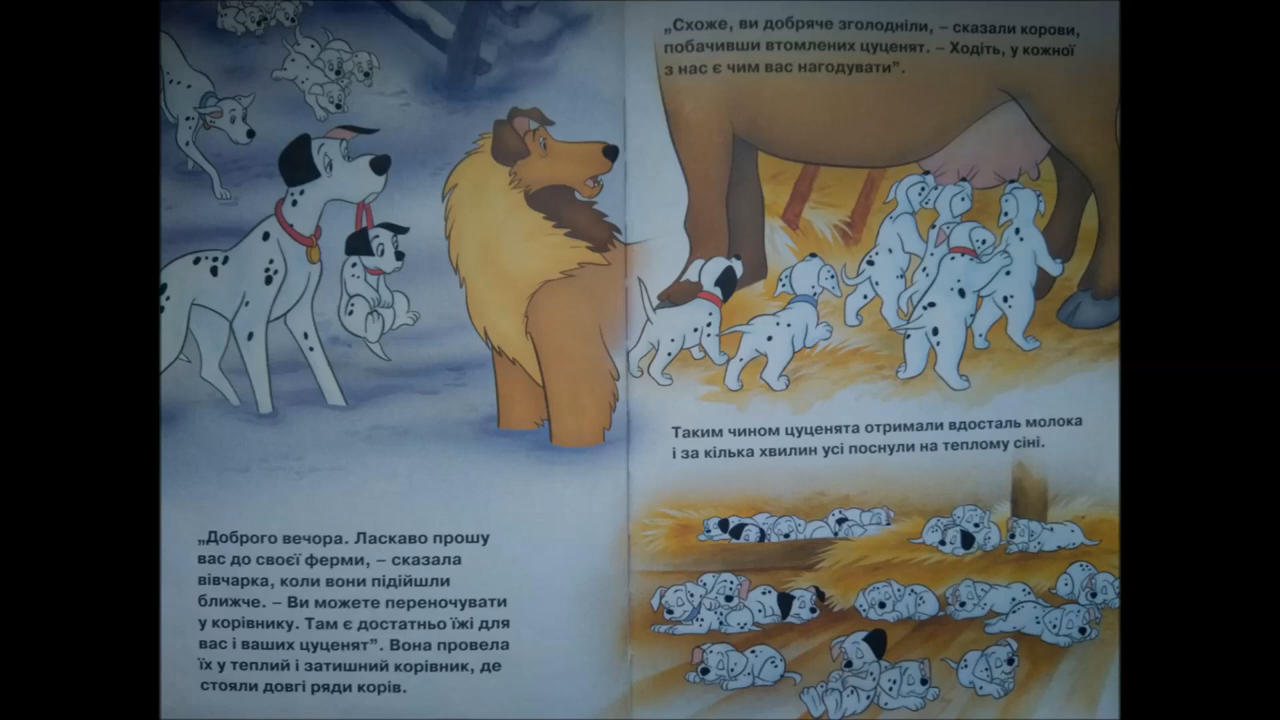 „Доброго вечора. Ласкаво прошу
вас до своєї ферми, – сказала
вівчарка, коли вони підійшли
ближче. – Ви можете переночувати
у корівнику. Там є достатньо їжі для
вас і ваших цуценят”. Вона провела
їх у теплий і затишний корівник, де
стояли довгі ряди корів.
„Схоже, ви добряче зголодніли, – сказали корови,
побачивши втомлених цуценят. – Ходіть, у кожної
з нас є чим вас нагодувати”.
Таким чином цуценята отримали вдосталь молока
і за кілька хвилин усі поснули на теплому сіні.